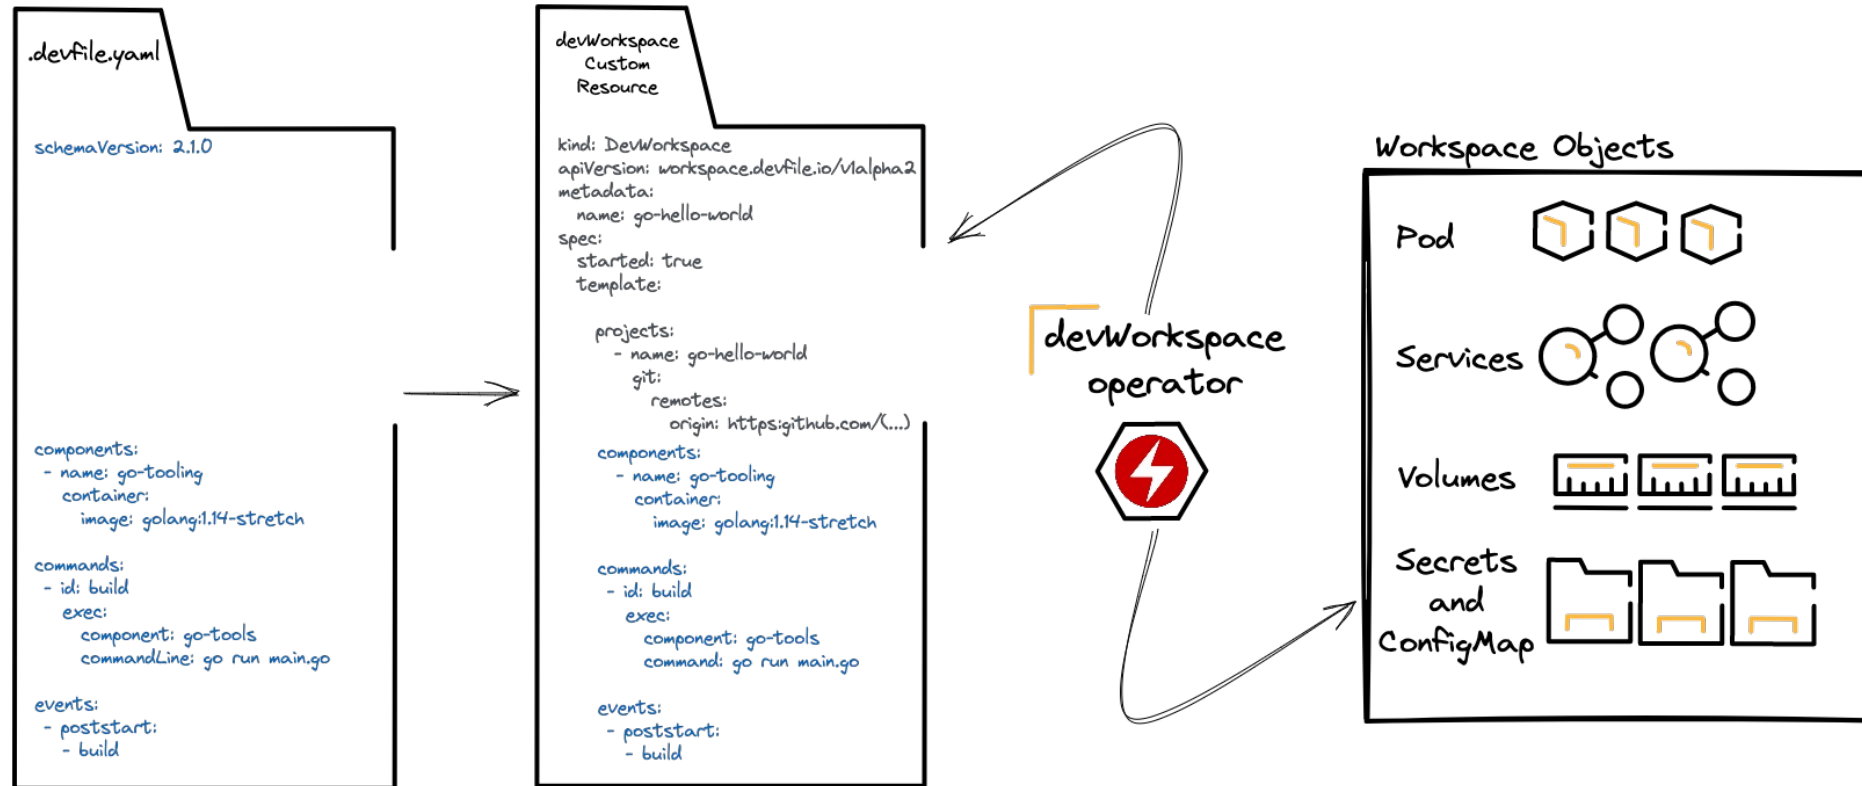 .devfile.yaml
schemaVersion: 2.1.0
components:
- name: go-tooling
container:
image: golang:1.14-stretch
commands:
- id: build
exec:
component: go-tools
commandLine: go run main.go
events:
- poststart:
- build
devWorkspace
Custom
Resource
kind: DevWorkspace
apiVersion: workspace.devfile.io/v1alpha2
metadata:
name: go-hello-world
spec:
started: true
template:
projects:
- name: go-hello-world
git:
remotes:
origin: https:github.com/(...)
components:
- name: go-tooling
container:
image: golang:1.14-stretch
commands:
- id: build
exec:
component: go-tools
command: go run main.go
events:
- poststart:
- build
devWorkspace
operator
Workspace Objects
Pod
Services
Volumes
Secrets
and
ConfigMap